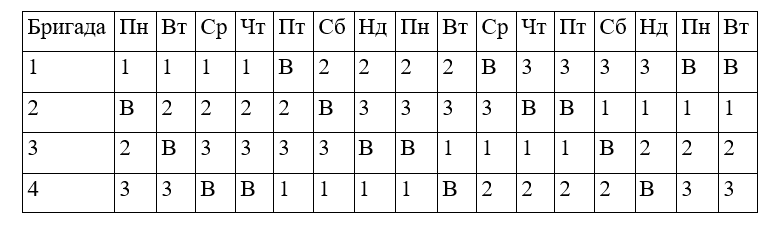 Бригада Пн Вт Ср Чт Пт Сб Нд Пн Вт Ср Чт Пт Сб Нд Пн Вт
1 1 1 1 1 В 2 2 2 2 В 3 3 3 3 В В
2 В 2 2 2 2 В 3 3 3 3 В В 1 1 1 1
3 2 В 3 3 3 3 В В 1 1 1 1 В 2 2 2
4 3 3 В В 1 1 1 1 В 2 2 2 2 В 3 3